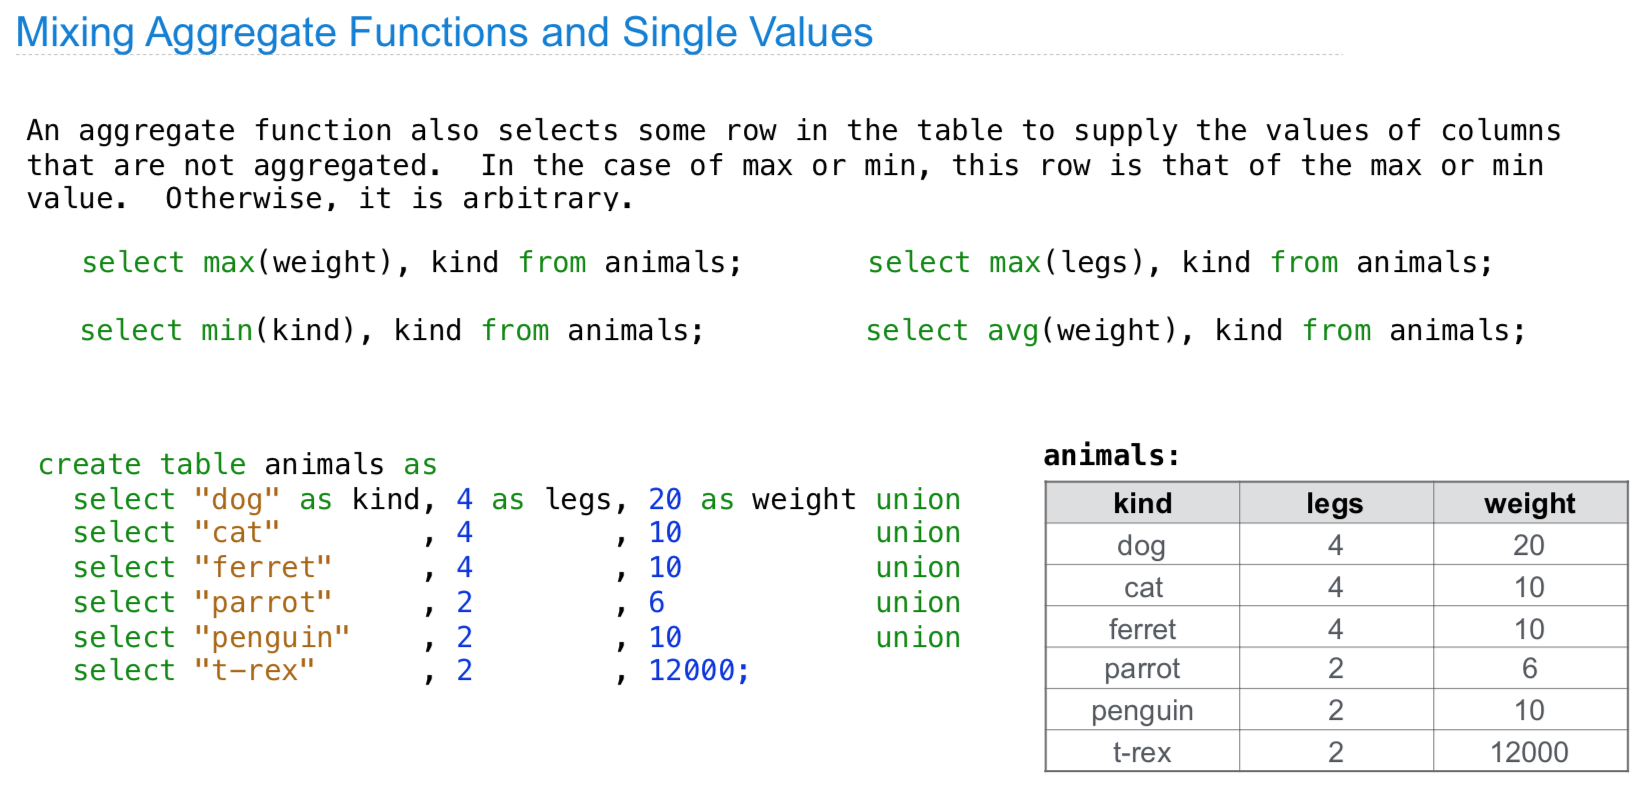 Mixing Aggregate Functions and Single Values
An aggregate function also selects some row in the table to supply the values of columns
that are not aggregated.  In the case of max or min, this row is that of the max or min
value.  Otherwise, it is arbitrary.
select max(weight), kind from animals;
select max(legs), kind from animals;
select min(kind), kind from animals;
select avg(weight), kind from animals;
create table animals as
select "dog" as kind, 4 as legs, 20 as weight union
select "cat" , 4 , 10 union
select "ferret" , 4 , 10 union
select "parrot" , 2 , 6 union
select "penguin" , 2 , 10 union
select "t-rex" , 2 , 12000;
animals:
kind legs weight
dog 4 20
cat 4 10
ferret 4 10
parrot 2 6
penguin 2 10
t-rex 2 12000